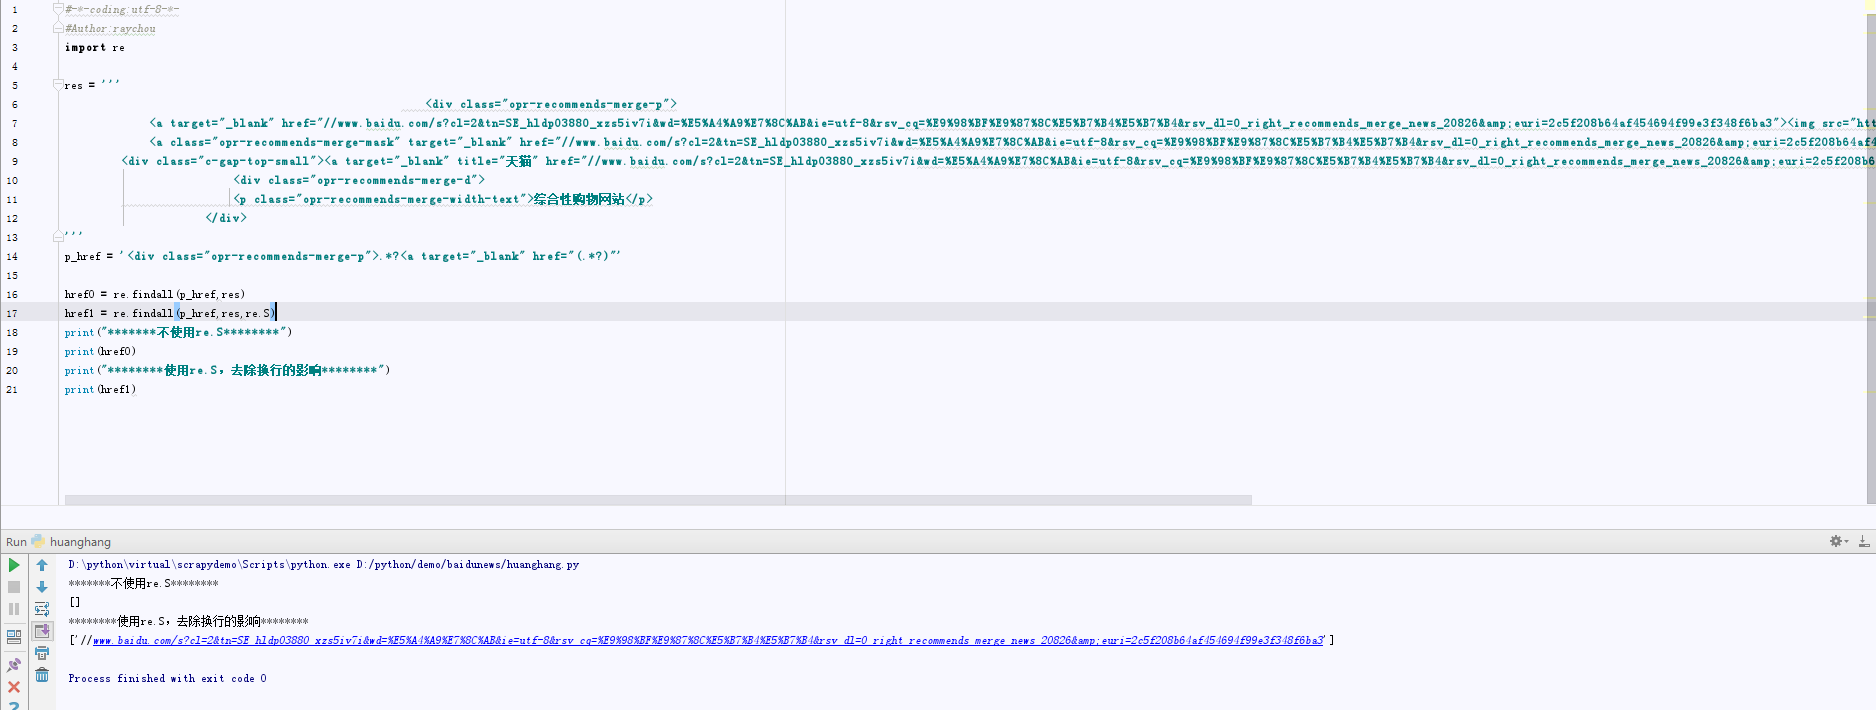 1 #-*-coding:utf-8-*-
2 #Author:raychou
3 import re
4
5 res = '''
6 <div class="opr-recommends-merge-p">
7 <a target="_blank" href="//www.baidu.com/s?cl=2&tn=SE_hldp03880_xzs5iv7i&wd=%E5%A4%A9%E7%8C%AB&ie=utf-8&rsv_cq=%E9%98%BF%E9%87%8C%E5%B7%B4%E5%B7%B4&rsv_dl=0_right_recommends_merge_news_20826&amp;euri=2c5f208b64af454694f99e3f348f6ba3"><img src="htt
8 <a class="opr-recommends-merge-mask" target="_blank" href="//www.baidu.com/s?cl=2&tn=SE_hldp03880_xzs5iv7i&wd=%E5%A4%A9%E7%8C%AB&ie=utf-8&rsv_cq=%E9%98%BF%E9%87%8C%E5%B7%B4%E5%B7%B4&rsv_dl=0_right_recommends_merge_news_20826&amp;euri=2c5f208b64af4
9 <div class="c-gap-top-small"><a target="_blank" title="天猫" href="//www.baidu.com/s?cl=2&tn=SE_hldp03880_xzs5iv7i&wd=%E5%A4%A9%E7%8C%AB&ie=utf-8&rsv_cq=%E9%98%BF%E9%87%8C%E5%B7%B4%E5%B7%B4&rsv_dl=0_right_recommends_merge_news_20826&amp;euri=2c5f208b6
10 <div class="opr-recommends-merge-d">
11 <p class="opr-recommends-merge-width-text">综合性购物网站</p>
12 </div>
13 '''
14 p_href = '<div class="opr-recommends-merge-p">.*?<a target="_blank" href="(.*?)"'
15
16 href0 = re.findall(p_href,res)
17 href1 = re.findall(p_href,res,re.S)
18 print("*******不使用re.S********")
19 print(href0)
20 print("********使用re.S，去除换行的影响********")
21 print(href1)
Run huanghang
D:\python\virtual\scrapydemo\Scripts\python.exe D:/python/demo/baidunews/huanghang.py
*******不使用re.S********
[]
********使用re.S，去除换行的影响********
['//www.baidu.com/s?cl=2&tn=SE_hldp03880_xzs5iv7i&wd=%E5%A4%A9%E7%8C%AB&ie=utf-8&rsv_cq=%E9%98%BF%E9%87%8C%E5%B7%B4%E5%B7%B4&rsv_dl=0_right_recommends_merge_news_20826&amp;euri=2c5f208b64af454694f99e3f348f6ba3']
Process finished with exit code 0